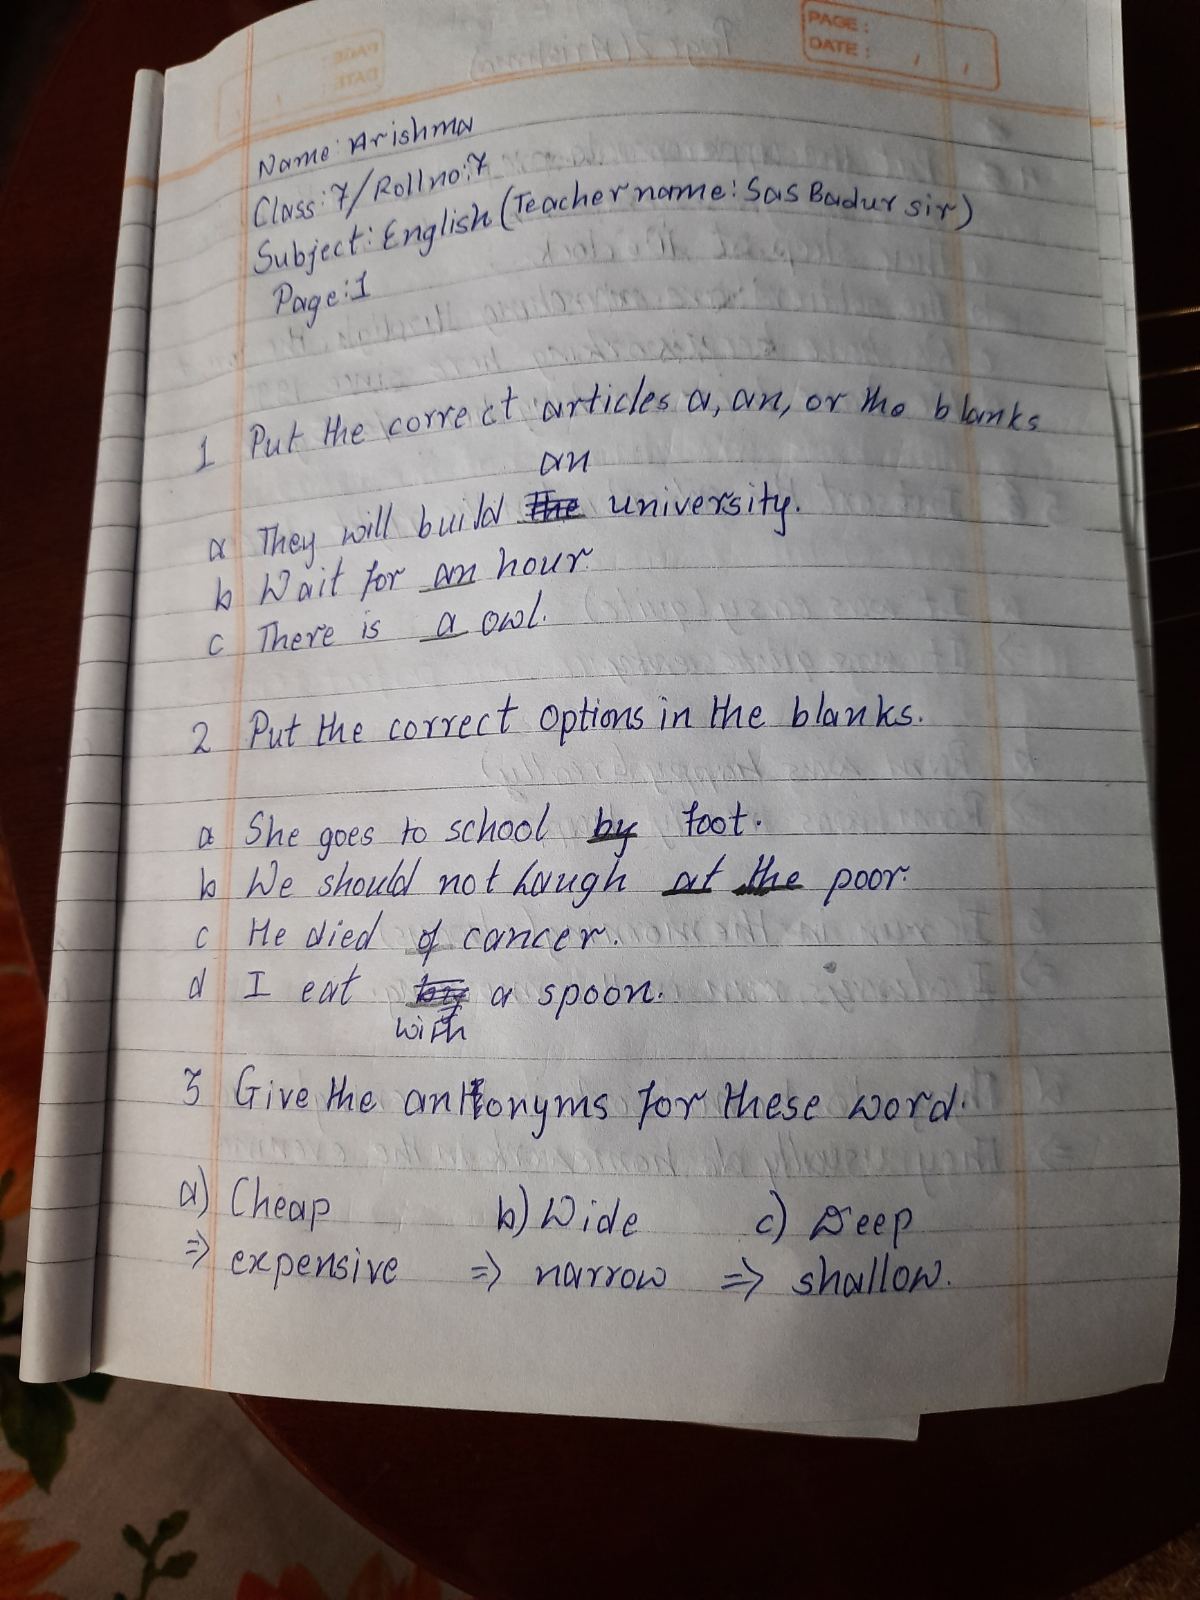 PAGE:
DATE: / /
Name: Arishma
Class: 7/Roll no: 7
Subject: English (Teacher name: Sas Badur sir)
Page: 1
1 Put the correct articles a, an, or the blanks
an
a They will build the university.
b Wait for an hour.
c There is a owl.
2 Put the correct options in the blanks.
a She goes to school by foot.
b We should not laugh at the poor.
c He died of cancer.
d I eat by a spoon.
with
3 Give the antonyms for these word.
a) Cheap b) Wide c) Deep
=> expensive => narrow => shallow.